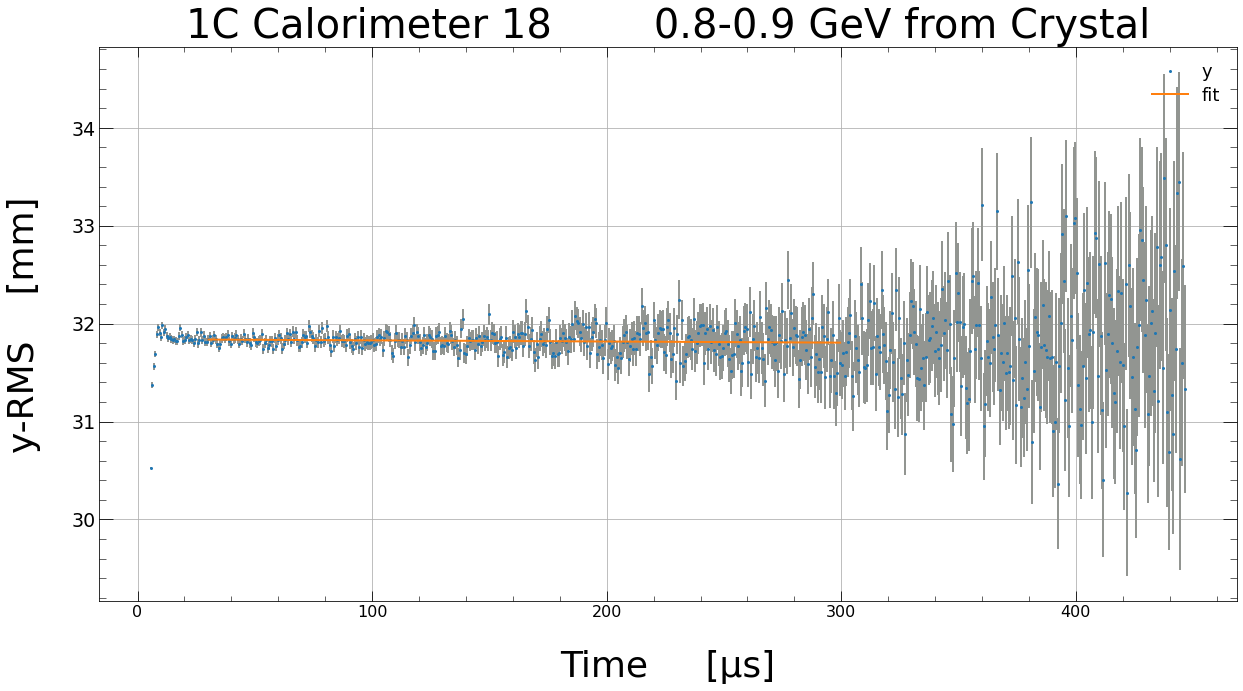 1C Calorimeter 18 0.8-0.9 GeV from Crystal
y
fit
34
33
32
31
30
y-RMS [mm]
0 100 200 300 400
Time [μs]